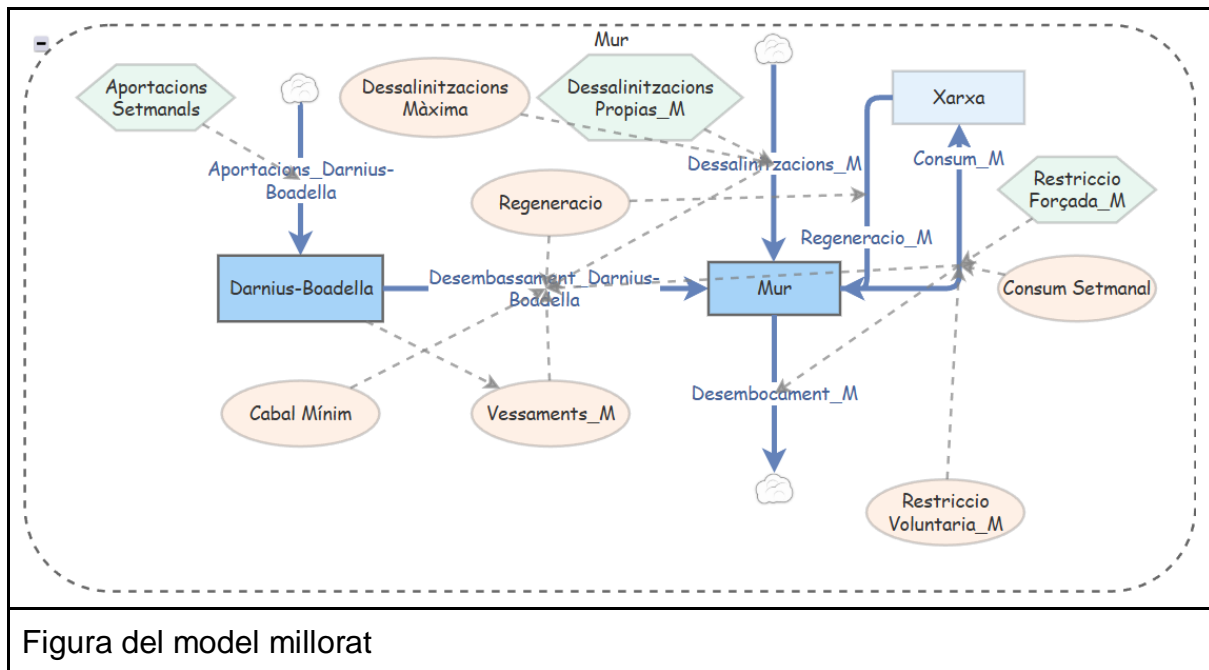 Mur
Aportacions
Setmanals
Dessalinitzacions
Màxima
Dessalinitzacions
Propias_M
Xarxa
Aportacions_Darnius-
Boadella
Dessalinitzacions_M
Consum_M
Restriccio
Forçada_M
Regeneracio
Regeneracio_M
Darnius-Boadella
Desembassament_Darnius-
Boadella
Mur
Consum Setmanal
Cabal Mínim
Vessaments_M
Desembocament_M
Restriccio
Voluntaria_M
Figura del model millorat